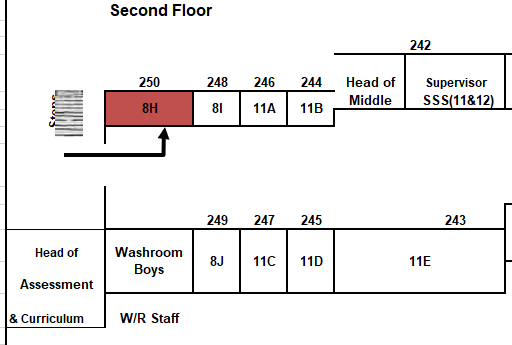 Second Floor
242
250 248 246 244
Head of Middle
Supervisor SSS(11&12)
Steps
8H 8I 11A 11B
249 247 245 243
Head of Assessment & Curriculum
Washroom Boys
8J 11C 11D 11E
W/R Staff